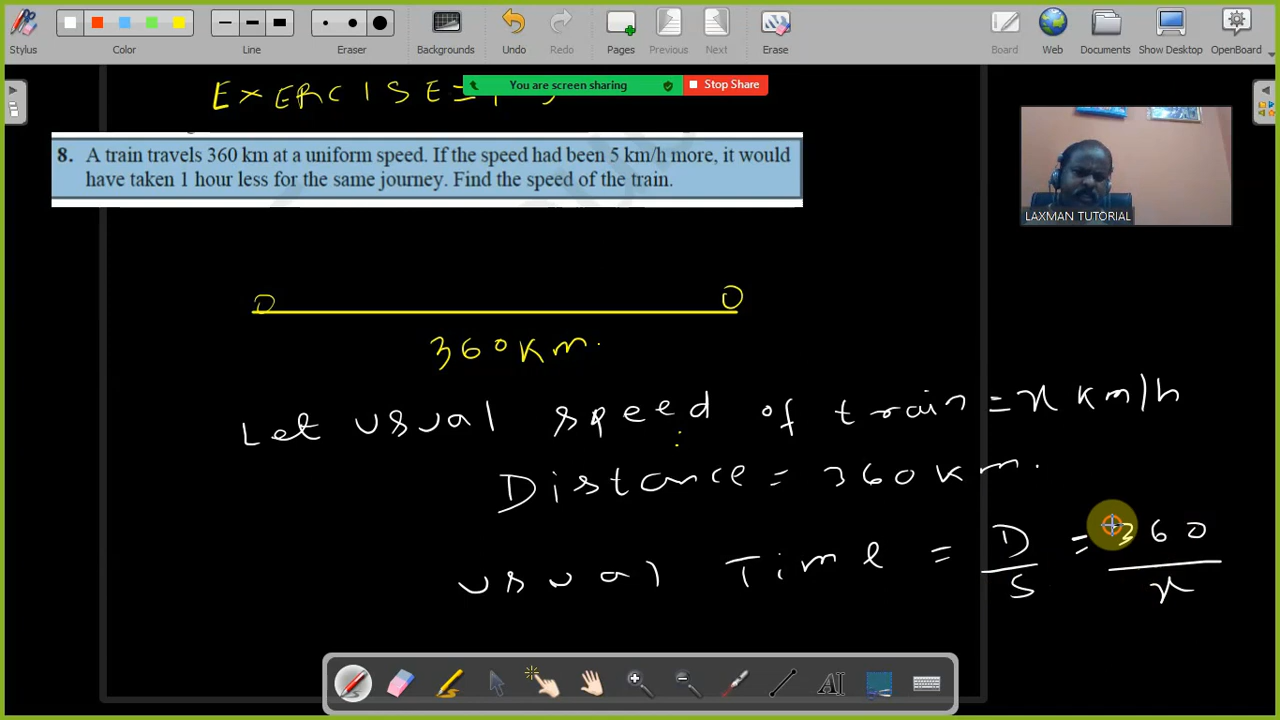 Stylus Color Line Eraser Backgrounds Undo Redo Pages Previous Next Erase Board Web Documents Show Desktop OpenBoard
EXERCISE=
You are screen sharing Stop Share
8. A train travels 360 km at a uniform speed. If the speed had been 5 km/h more, it would
have taken 1 hour less for the same journey. Find the speed of the train.
LAXMAN TUTORIAL
360km.
Let usual speed of train = x km/h
Distance = 360 km.
usual Time = D/S = 360/x